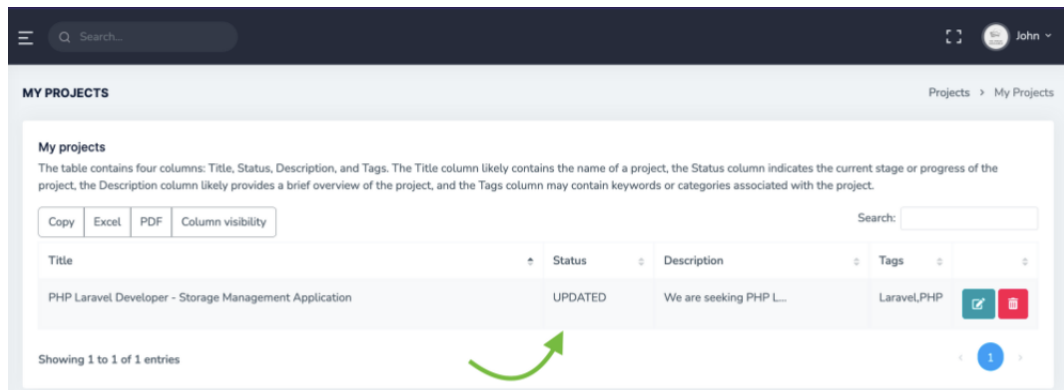 Search...
John
MY PROJECTS
Projects > My Projects
My projects
The table contains four columns: Title, Status, Description, and Tags. The Title column likely contains the name of a project, the Status column indicates the current stage or progress of the
project, the Description column likely provides a brief overview of the project, and the Tags column may contain keywords or categories associated with the project.
Copy Excel PDF Column visibility
Search:
Title Status Description Tags
PHP Laravel Developer - Storage Management Application UPDATED We are seeking PHP L... Laravel,PHP
Showing 1 to 1 of 1 entries
1